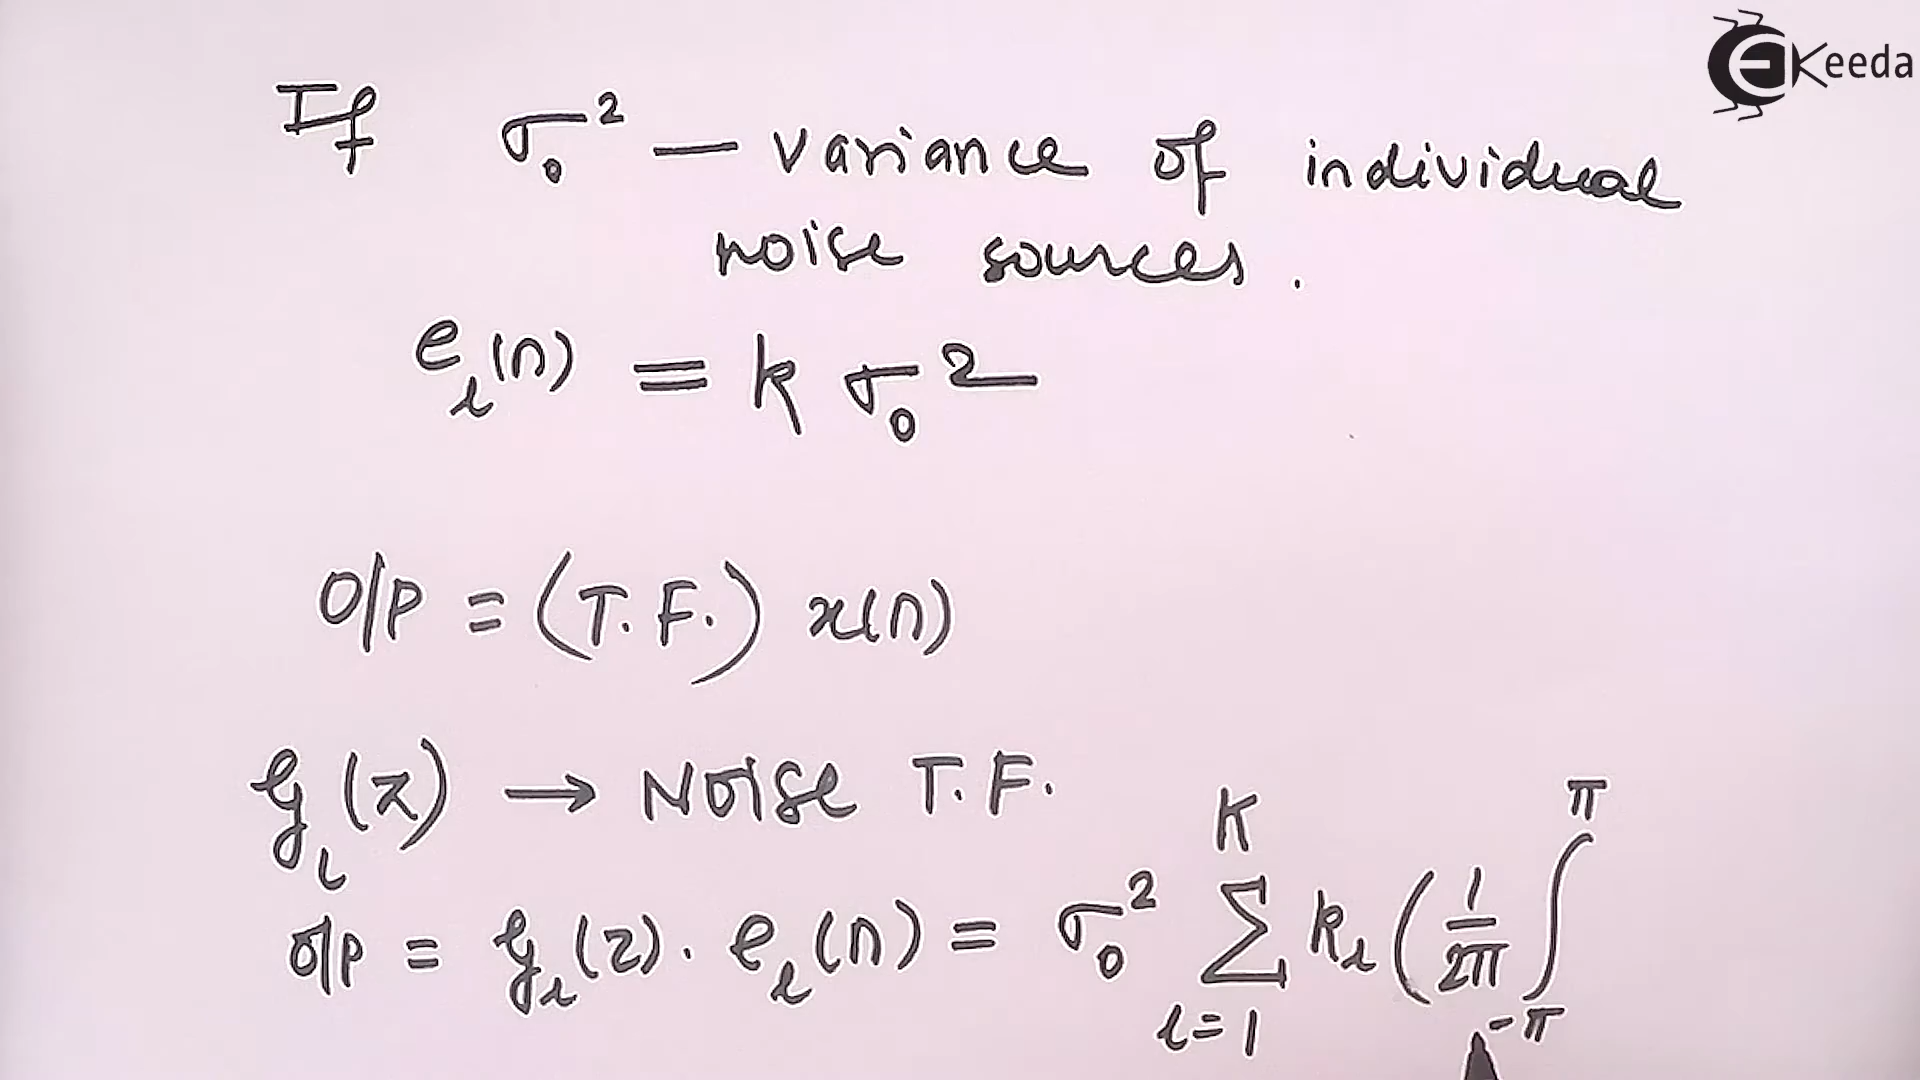 EKeeda
If σ₀² — variance of individual
noise sources.
eₗ(n) = k σ₀²
O/P = (T.F.) x(n)
gₗ(z) → Noise T.F.
o/p = gₗ(z) . eₗ(n) = σ₀² ∑_{l=1}^{K} kₗ ( 1/2π ∫_{-π}^{π}